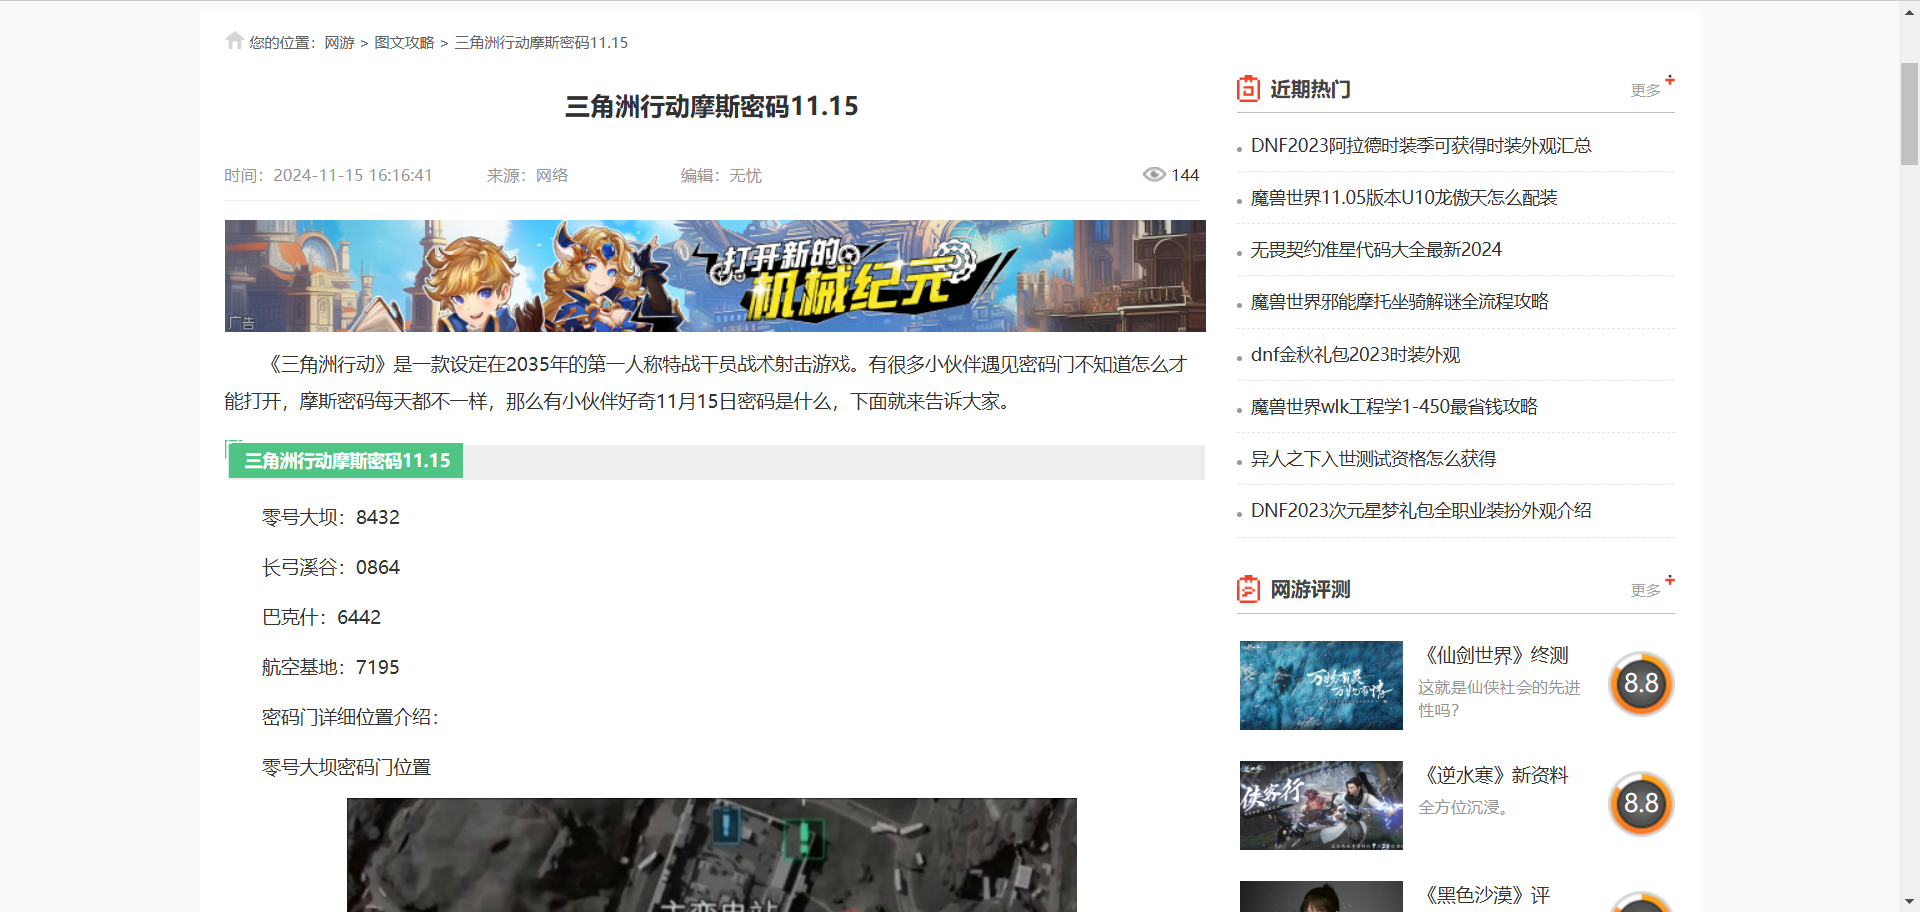 您的位置：网游 > 图文攻略 > 三角洲行动摩斯密码11.15
三角洲行动摩斯密码11.15
时间：2024-11-15 16:16:41 来源：网络 编辑：无忧 144
打开新的
机械纪元
广告
《三角洲行动》是一款设定在2035年的第一人称特战干员战术射击游戏。有很多小伙伴遇见密码门不知道怎么才
能打开，摩斯密码每天都不一样，那么有小伙伴好奇11月15日密码是什么，下面就来告诉大家。
三角洲行动摩斯密码11.15
零号大坝：8432
长弓溪谷：0864
巴克什：6442
航空基地：7195
密码门详细位置介绍：
零号大坝密码门位置
主变电站
近期热门 更多
DNF2023阿拉德时装季可获得时装外观汇总
魔兽世界11.05版本U10龙傲天怎么配装
无畏契约准星代码大全最新2024
魔兽世界邪能摩托坐骑解谜全流程攻略
dnf金秋礼包2023时装外观
魔兽世界wlk工程学1-450最省钱攻略
异人之下入世测试资格怎么获得
DNF2023次元星梦礼包全职业装扮外观介绍
网游评测 更多
万物有灵
万物有情
《仙剑世界》终测
这就是仙侠社会的先进
性吗？
8.8
侠客行
《逆水寒》新资料
全方位沉浸。
8.8
《黑色沙漠》评